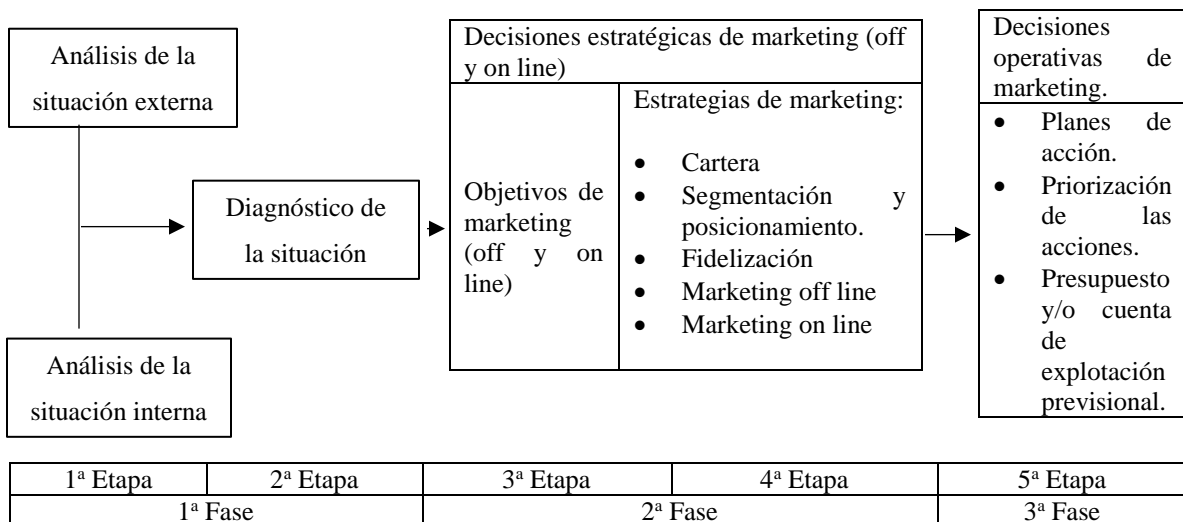 Análisis de la
situación externa
Análisis de la
situación interna
Diagnóstico de
la situación
Decisiones estratégicas de marketing (off
y on line)
Objetivos de
marketing
(off y on
line)
Estrategias de marketing:
• Cartera
• Segmentación y
posicionamiento.
• Fidelización
• Marketing off line
• Marketing on line
Decisiones
operativas de
marketing.
• Planes de
acción.
• Priorización
de las
acciones.
• Presupuesto
y/o cuenta
de
explotación
previsional.
1ª Etapa 2ª Etapa 3ª Etapa 4ª Etapa 5ª Etapa
1ª Fase 2ª Fase 3ª Fase